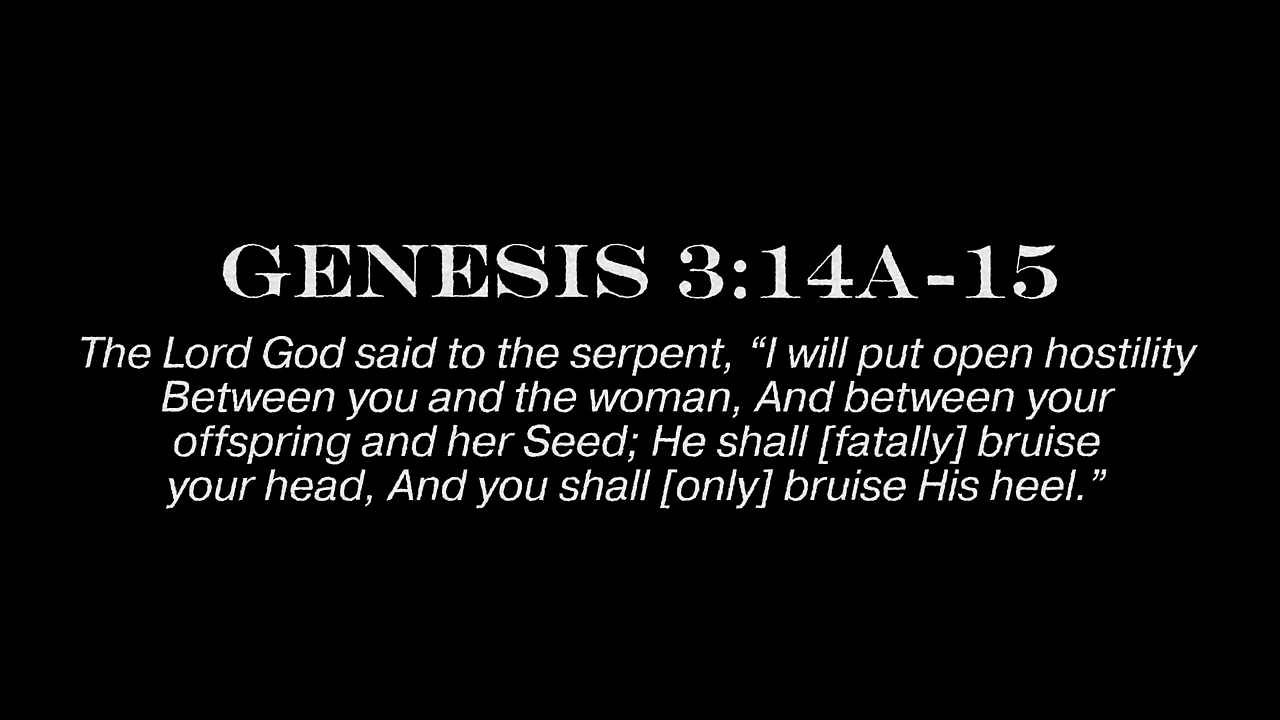 GENESIS 3:14A-15
The Lord God said to the serpent, “I will put open hostility
Between you and the woman, And between your
offspring and her Seed; He shall [fatally] bruise
your head, And you shall [only] bruise His heel.”